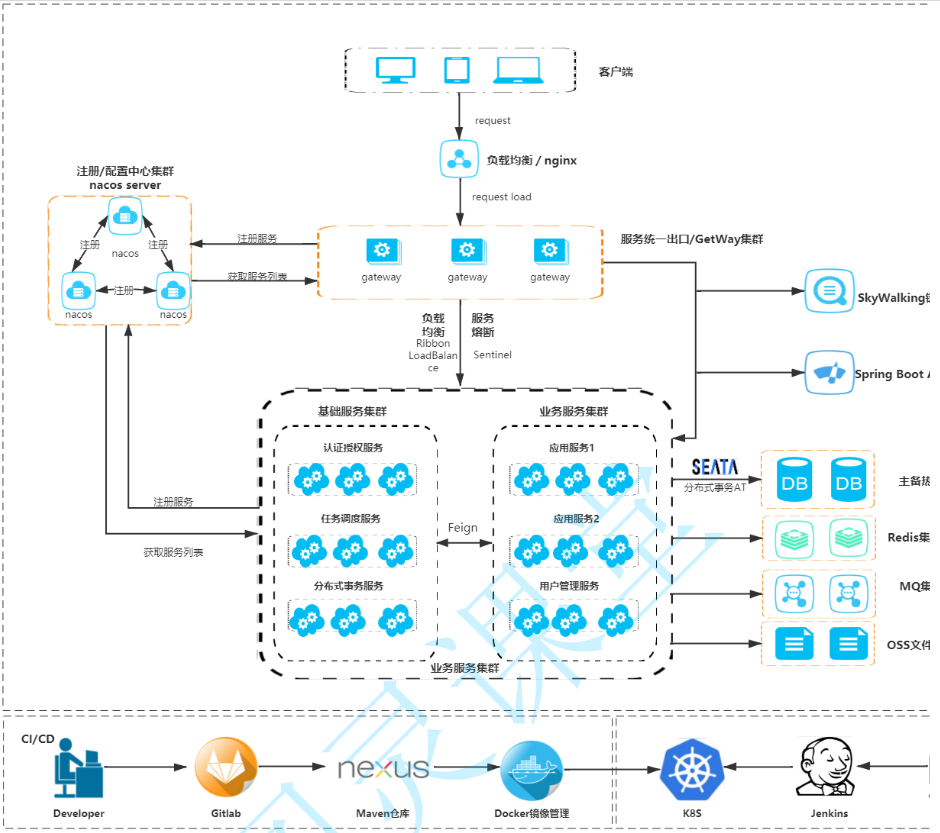 客户端
request
负载均衡 / nginx
request load
注册/配置中心集群
nacos server
注册
注册
nacos
注册
nacos
nacos
注册服务
获取服务列表
gateway
gateway
gateway
服务统一出口/GetWay集群
SkyWalking
Spring Boot
负载
均衡
Ribbon
LoadBalan
ce
服务
熔断
Sentinel
基础服务集群
业务服务集群
认证授权服务
应用服务1
任务调度服务
应用服务2
分布式事务服务
用户管理服务
Feign
业务服务集群
注册服务
获取服务列表
SEATA
分布式事务AT
DB
DB
主备热
Redis集
MQ集
OSS文件
CI/CD
Developer
Gitlab
nexus
Maven仓库
Docker镜像管理
K8S
Jenkins
灵课堂